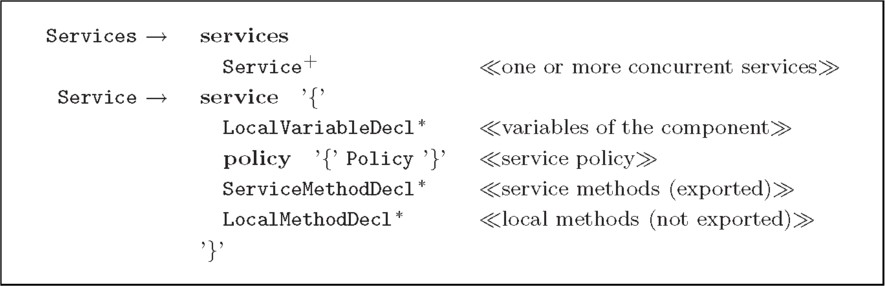 Services → services
Service+ ≪one or more concurrent services≫
Service → service '{'
LocalVariableDecl* ≪variables of the component≫
policy '{' Policy '}' ≪service policy≫
ServiceMethodDecl* ≪service methods (exported)≫
LocalMethodDecl* ≪local methods (not exported)≫
'}'